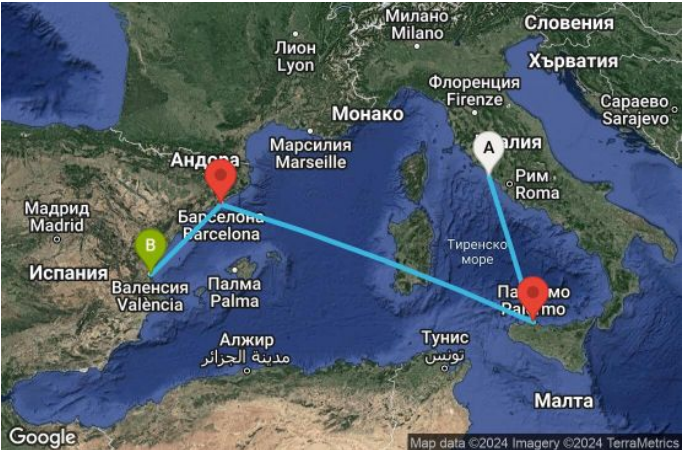 Милано
Milano
Словения
Лион
Lyon
Хърватия
Флоренция
Firenze
Сараево
Sarajevo
Монако
Марсилия
Marseille
A
Андора
Рим
Roma
Мадрид
Madrid
Барселона
Barcelona
B
Тиренско
море
Испания
Валенсия
València
Палма
Palma
Алжир
مدينة الجزائر
Тунис
تونس
Малта
Google
Map data ©2024 Imagery ©2024 TerraMetrics